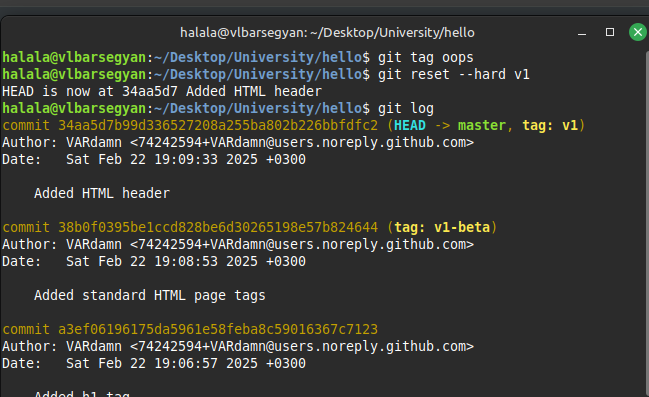 halala@vlbarsegyan: ~/Desktop/University/hello
halala@vlbarsegyan:~/Desktop/University/hello$ git tag oops
halala@vlbarsegyan:~/Desktop/University/hello$ git reset --hard v1
HEAD is now at 34aa5d7 Added HTML header
halala@vlbarsegyan:~/Desktop/University/hello$ git log
commit 34aa5d7b99d336527208a255ba802b226bbfdfc2 (HEAD -> master, tag: v1)
Author: VARdamn <74242594+VARdamn@users.noreply.github.com>
Date:   Sat Feb 22 19:09:33 2025 +0300
    Added HTML header
commit 38b0f0395be1ccd828be6d30265198e57b824644 (tag: v1-beta)
Author: VARdamn <74242594+VARdamn@users.noreply.github.com>
Date:   Sat Feb 22 19:08:53 2025 +0300
    Added standard HTML page tags
commit a3ef06196175da5961e58feba8c59016367c7123
Author: VARdamn <74242594+VARdamn@users.noreply.github.com>
Date:   Sat Feb 22 19:06:57 2025 +0300
    Added h1 tag